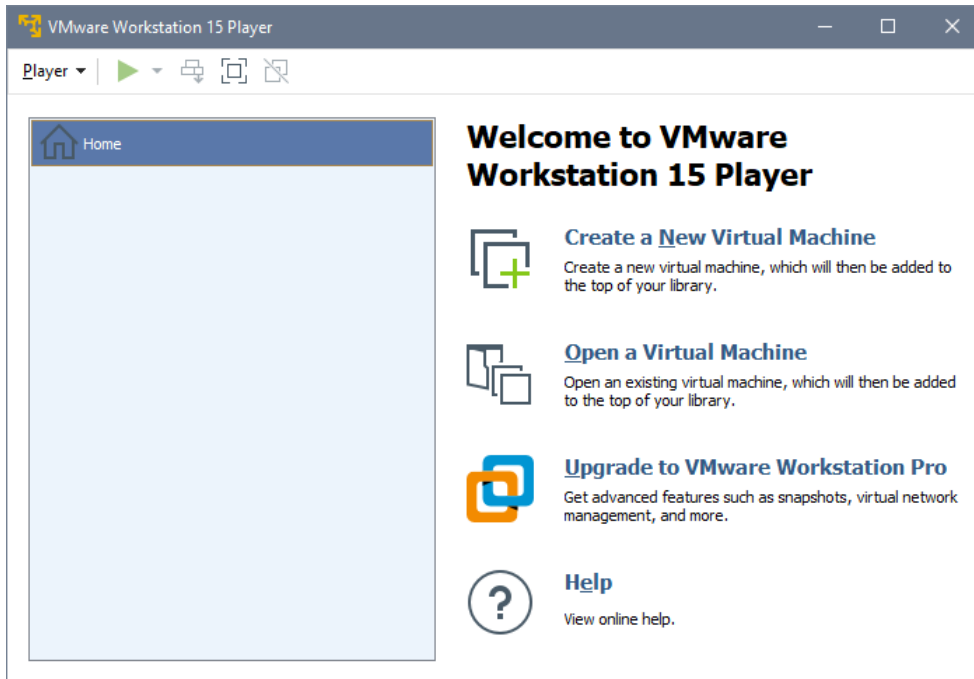 VMware Workstation 15 Player
Player
Home
Welcome to VMware
Workstation 15 Player
Create a New Virtual Machine
Create a new virtual machine, which will then be added to
the top of your library.
Open a Virtual Machine
Open an existing virtual machine, which will then be added
to the top of your library.
Upgrade to VMware Workstation Pro
Get advanced features such as snapshots, virtual network
management, and more.
?
Help
View online help.